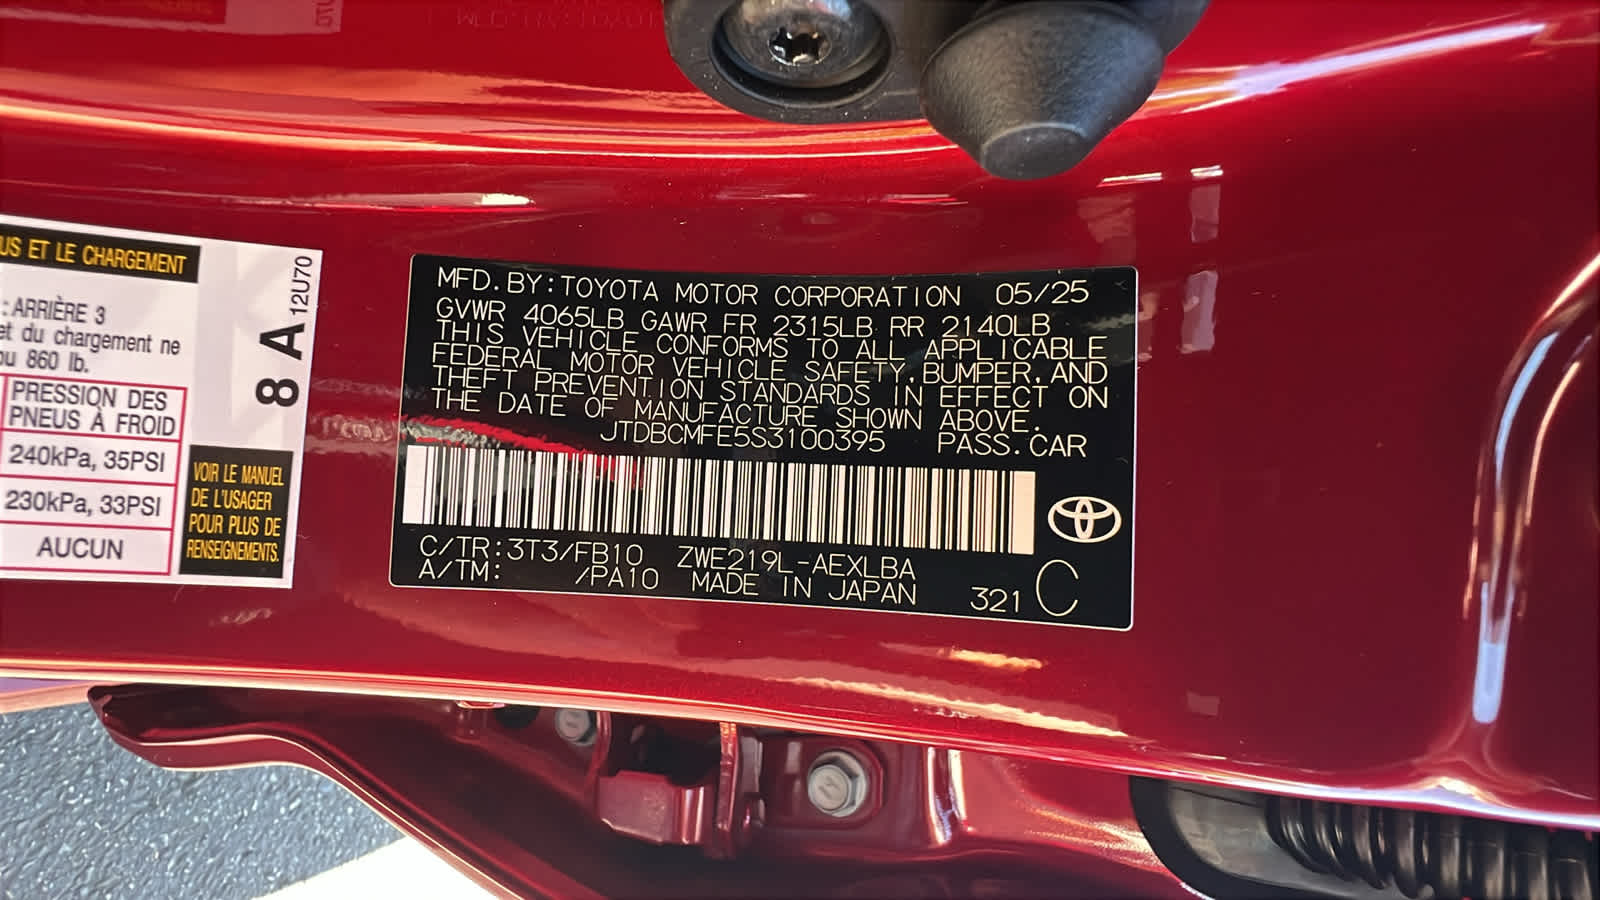 US ET LE CHARGEMENT
: ARRIÈRE 3
et du chargement ne
ou 860 lb.
PRESSION DES
PNEUS À FROID
240kPa, 35PSI
230kPa, 33PSI
AUCUN
8 A 12U70
VOIR LE MANUEL
DE L'USAGER
POUR PLUS DE
RENSEIGNEMENTS.
MFD. BY: TOYOTA MOTOR CORPORATION 05/25
GVWR 4065LB GAWR FR 2315LB RR 2140LB
THIS VEHICLE CONFORMS TO ALL APPLICABLE
FEDERAL MOTOR VEHICLE SAFETY, BUMPER, AND
THEFT PREVENTION STANDARDS IN EFFECT ON
THE DATE OF MANUFACTURE SHOWN ABOVE.
JTDBCMFE5S3100395 PASS. CAR
C/TR: 3T3/FB10 ZWE219L-AEXLBA
A/TM: /PA10 MADE IN JAPAN 321 C